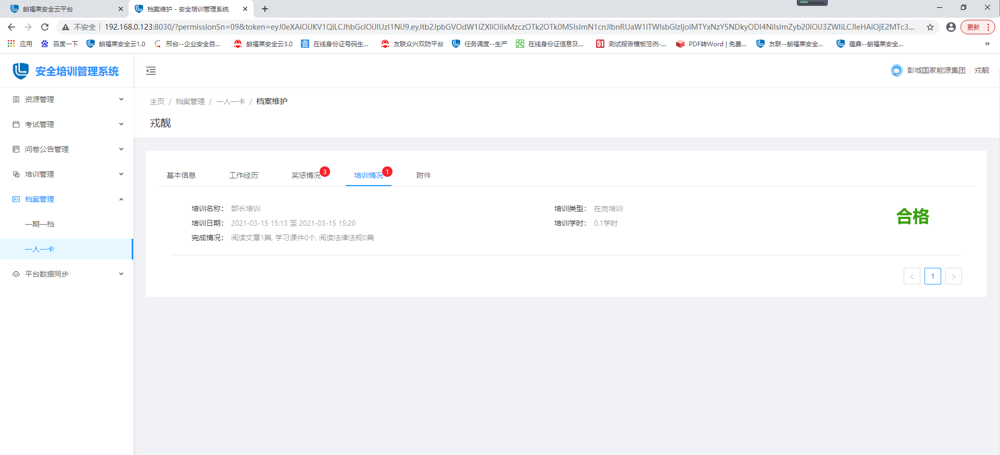 朗福莱安全云平台
档案维护 - 安全培训管理系统
不安全
192.168.0.123:8030/?permissionSn=09&token=eyJ0eXAiOiJKV1QiLCJhbGciOiJIUzI1NiJ9.eyJtb2JpbGVOdW1iZXIiOiIxMzczOTk2OTk0MSIsImN1cnJlbnRUaW1lTWlsbGlzIjoiMTYxNzY5NDkyODI4NiIsImZyb20iOiJ3ZWIiLCJleHAiOjE2MTc3...
更新
应用
百度一下
朗福莱安全云1.0
邢台--企业安全自...
朗福莱安全云3.0
查
在线身份证号码生...
友联众兴双防平台
任务调度--生产
在线身份证信息及...
51
测试报告模板范例-...
PDF转Word | 免费...
友联--朗福莱安全...
蕴鼎--朗福莱安全...
»
安全培训管理系统
彭城国家能源集团
戎靓
资源管理
考试管理
问卷公告管理
培训管理
档案管理
一期一档
一人一卡
平台数据同步
主页 / 档案管理 / 一人一卡 / 档案维护
戎靓
基本信息
工作经历
奖惩情况 3
培训情况 1
附件
培训名称: 部长培训
培训类型: 在岗培训
合格
培训日期: 2021-03-15 15:13 至 2021-03-15 15:20
培训学时: 0.1学时
完成情况: 阅读文章1篇, 学习课件0个, 阅读法律法规0篇
< 1 >